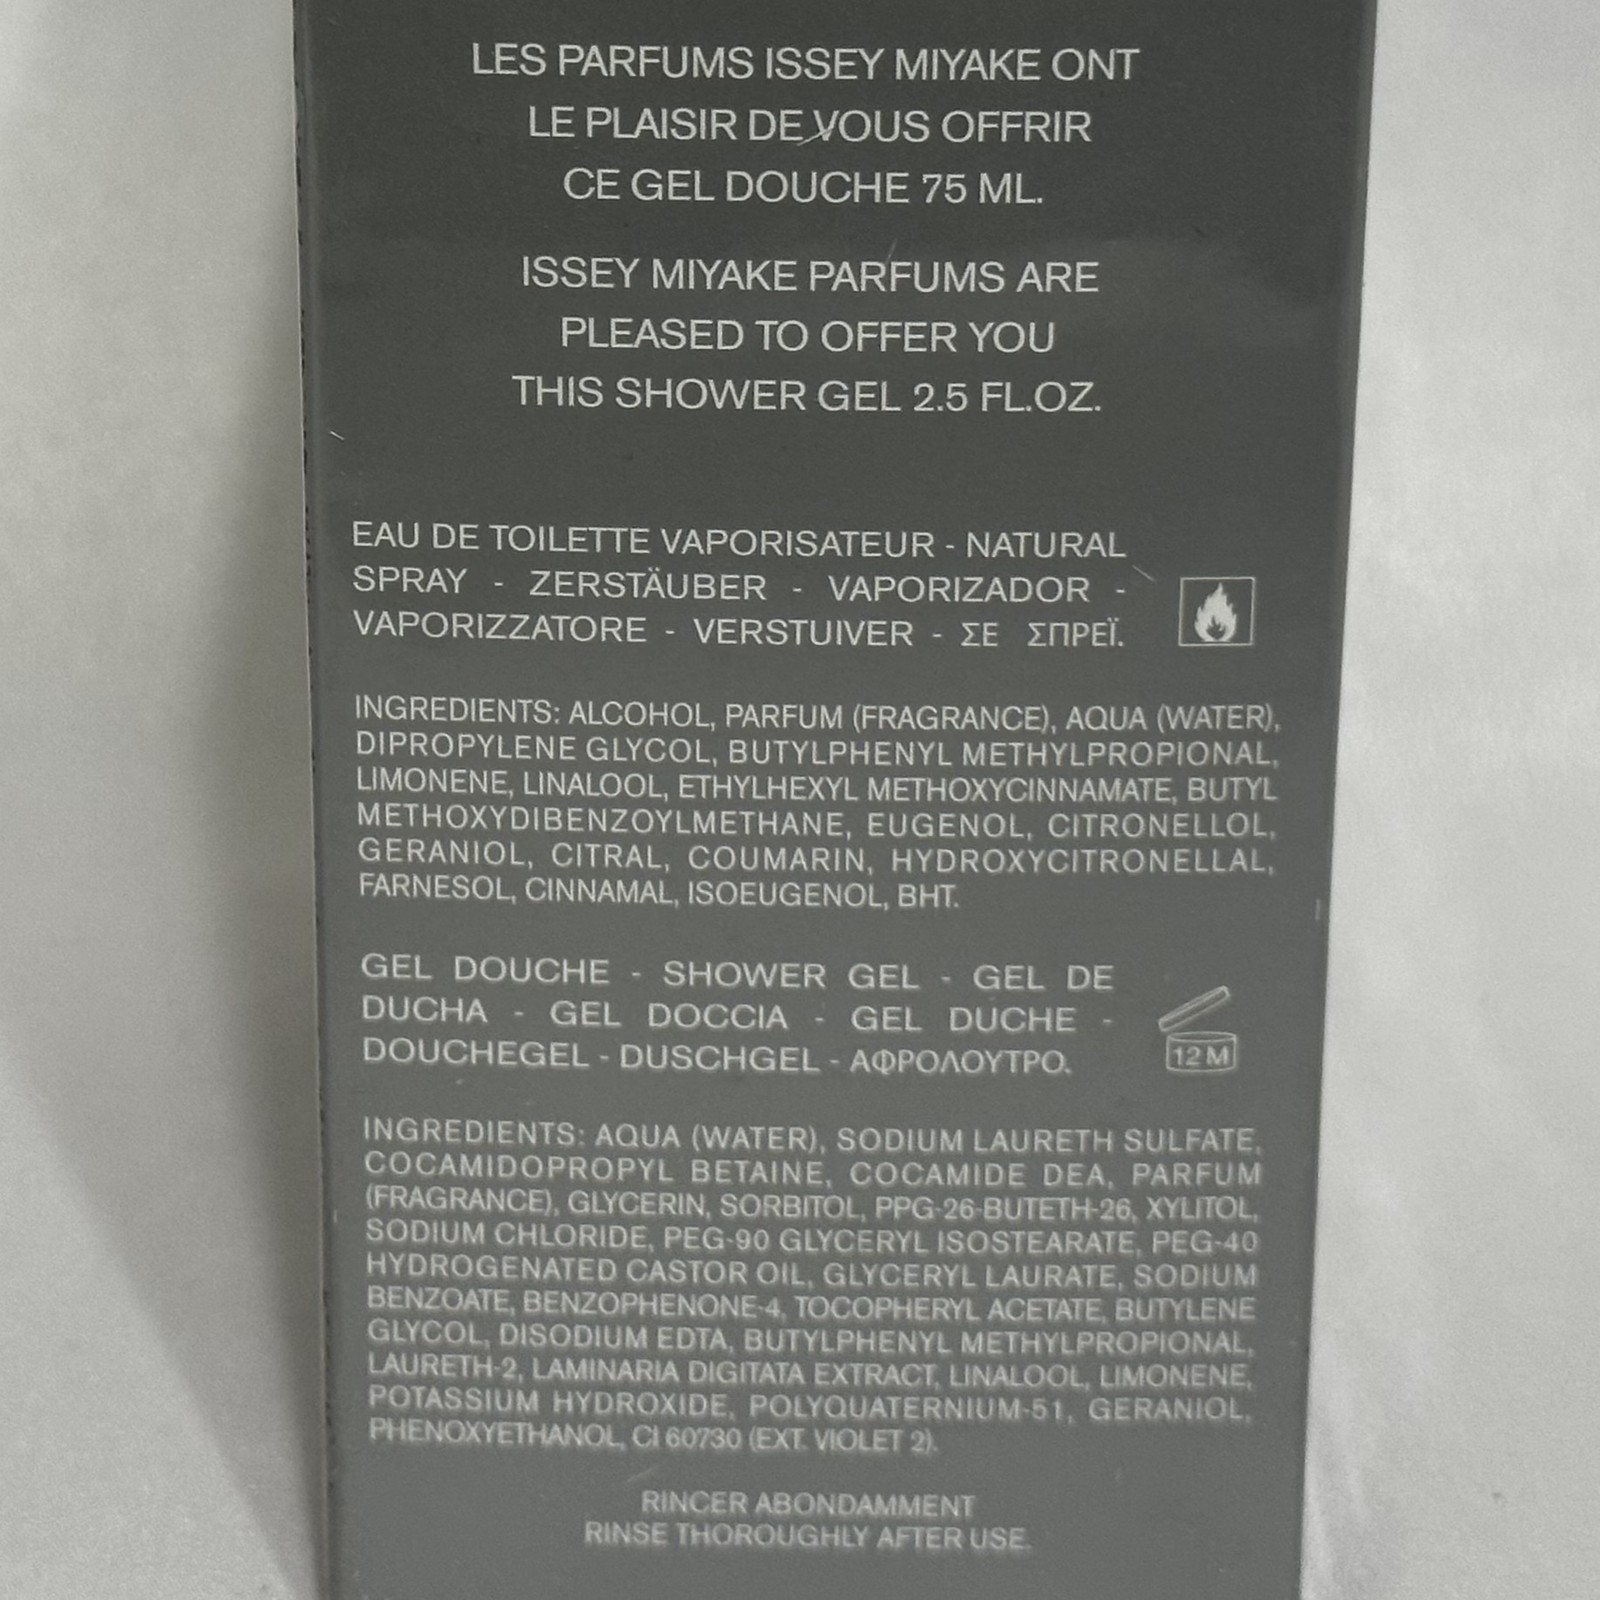 LES PARFUMS ISSEY MIYAKE ONT
LE PLAISIR DE VOUS OFFRIR
CE GEL DOUCHE 75 ML.
ISSEY MIYAKE PARFUMS ARE
PLEASED TO OFFER YOU
THIS SHOWER GEL 2.5 FL.OZ.
EAU DE TOILETTE VAPORISATEUR - NATURAL
SPRAY - ZERSTÄUBER - VAPORIZADOR -
VAPORIZZATORE - VERSTUIVER - ΣΕ ΣΠΡΕΪ.
INGREDIENTS: ALCOHOL, PARFUM (FRAGRANCE), AQUA (WATER),
DIPROPYLENE GLYCOL, BUTYLPHENYL METHYLPROPIONAL,
LIMONENE, LINALOOL, ETHYLHEXYL METHOXYCINNAMATE, BUTYL
METHOXYDIBENZOYLMETHANE, EUGENOL, CITRONELLOL,
GERANIOL, CITRAL, COUMARIN, HYDROXYCITRONELLAL,
FARNESOL, CINNAMAL, ISOEUGENOL, BHT.
GEL DOUCHE - SHOWER GEL - GEL DE
DUCHA - GEL DOCCIA - GEL DUCHE -
DOUCHEGEL - DUSCHGEL - ΑΦΡΟΛΟΥΤΡΟ.
12 M
INGREDIENTS: AQUA (WATER), SODIUM LAURETH SULFATE,
COCAMIDOPROPYL BETAINE, COCAMIDE DEA, PARFUM
(FRAGRANCE), GLYCERIN, SORBITOL, PPG-26-BUTETH-26, XYLITOL,
SODIUM CHLORIDE, PEG-90 GLYCERYL ISOSTEARATE, PEG-40
HYDROGENATED CASTOR OIL, GLYCERYL LAURATE, SODIUM
BENZOATE, BENZOPHENONE-4, TOCOPHERYL ACETATE, BUTYLENE
GLYCOL, DISODIUM EDTA, BUTYLPHENYL METHYLPROPIONAL,
LAURETH-2, LAMINARIA DIGITATA EXTRACT, LINALOOL, LIMONENE,
POTASSIUM HYDROXIDE, POLYQUATERNIUM-51, GERANIOL,
PHENOXYETHANOL, CI 60730 (EXT. VIOLET 2).
RINCER ABONDAMMENT
RINSE THOROUGHLY AFTER USE.